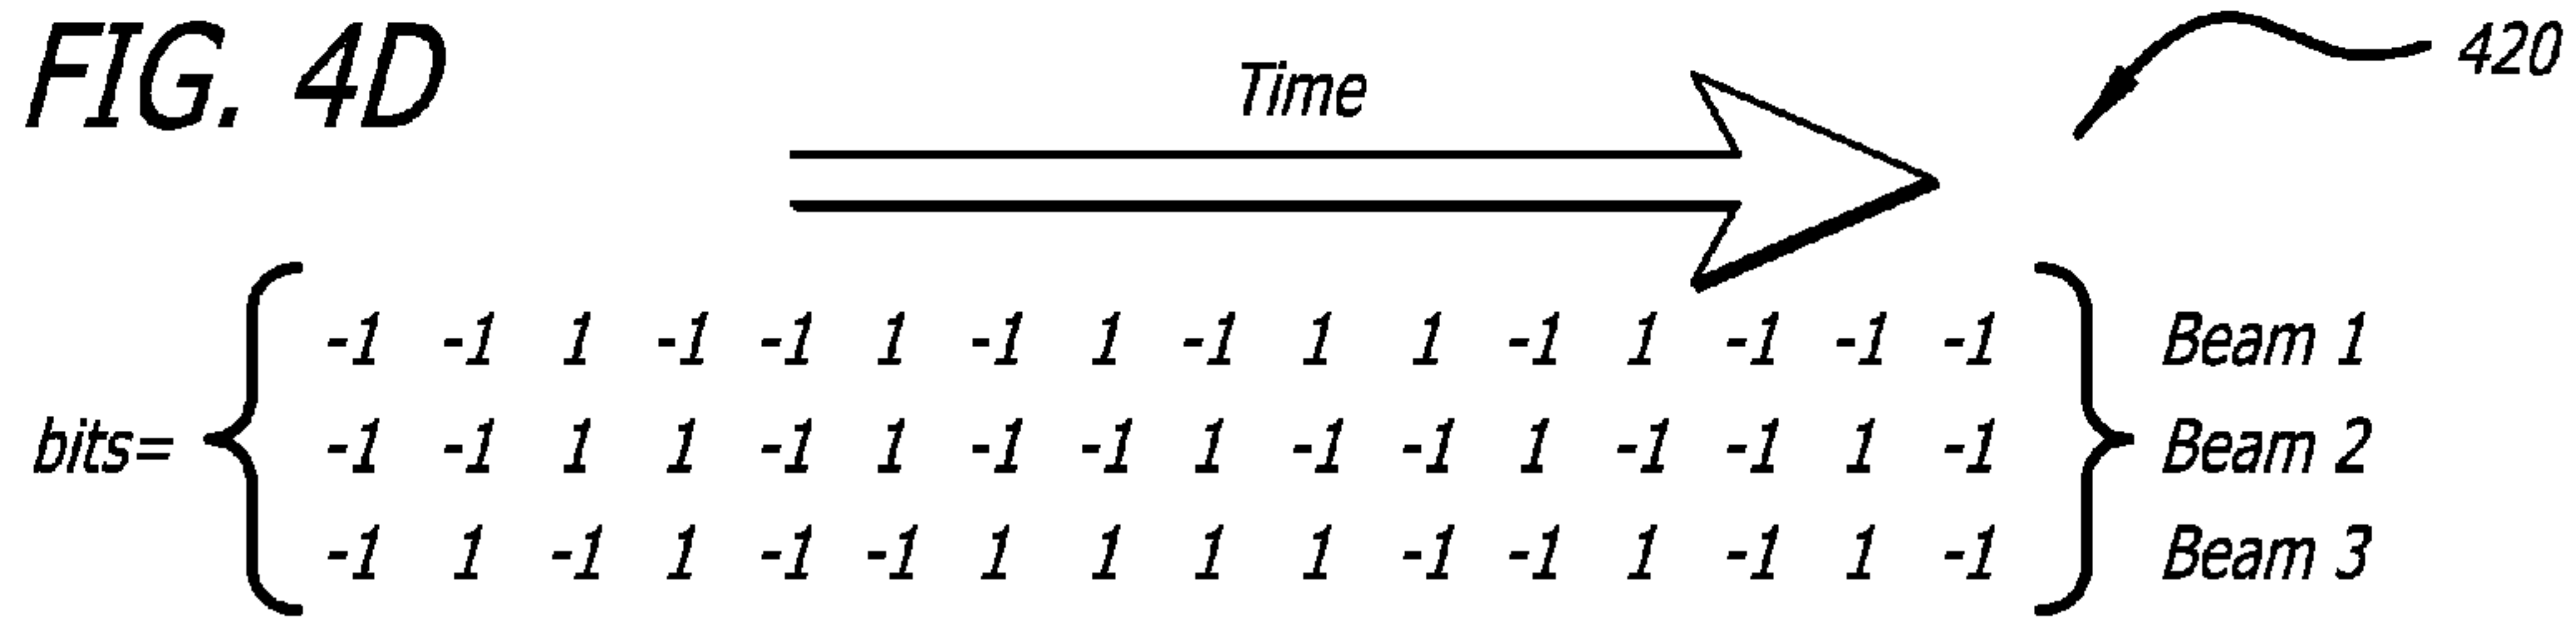 FIG. 4D
Time
420
-1 -1 1 -1 -1 1 -1 1 -1 1 1 -1 1 -1 -1 -1 Beam 1
bits= -1 -1 1 1 -1 1 -1 -1 1 -1 -1 1 -1 -1 1 -1 Beam 2
-1 1 -1 1 -1 -1 1 1 1 1 -1 -1 1 -1 1 -1 Beam 3